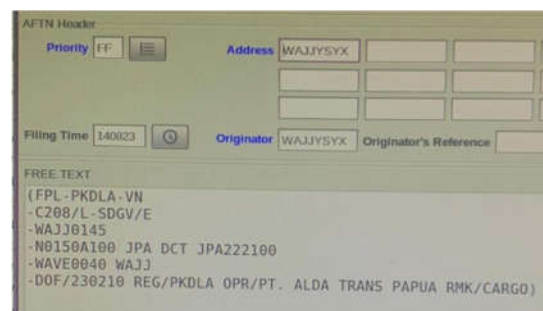 AFTN Header
Priority FF Address WAJJYSYX
Filing Time 140023 Originator WAJJYSYX Originator's Reference
FREE TEXT
(FPL-PKDLA-VN
-C208/L-SDGV/E
-WAJJ0145
-N0150A100 JPA DCT JPA222100
-WAVE0040 WAJJ
-DOF/230210 REG/PKDLA OPR/PT. ALDA TRANS PAPUA RMK/CARGO)